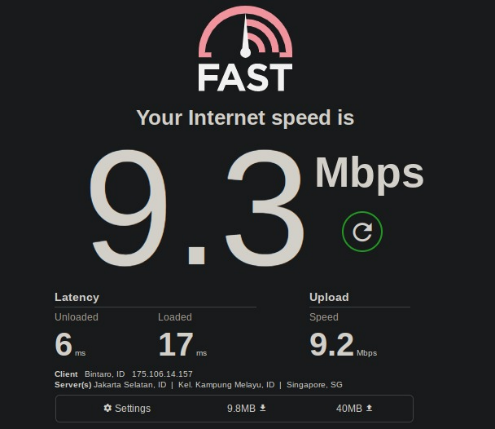 FAST
Your Internet speed is
9.3 Mbps
Latency Upload
Unloaded Loaded Speed
6 ms 17 ms 9.2 Mbps
Client Bintaro, ID 175.106.14.157
Server(s) Jakarta Selatan, ID | Kel. Kampung Melayu, ID | Singapore, SG
Settings 9.8MB 40MB